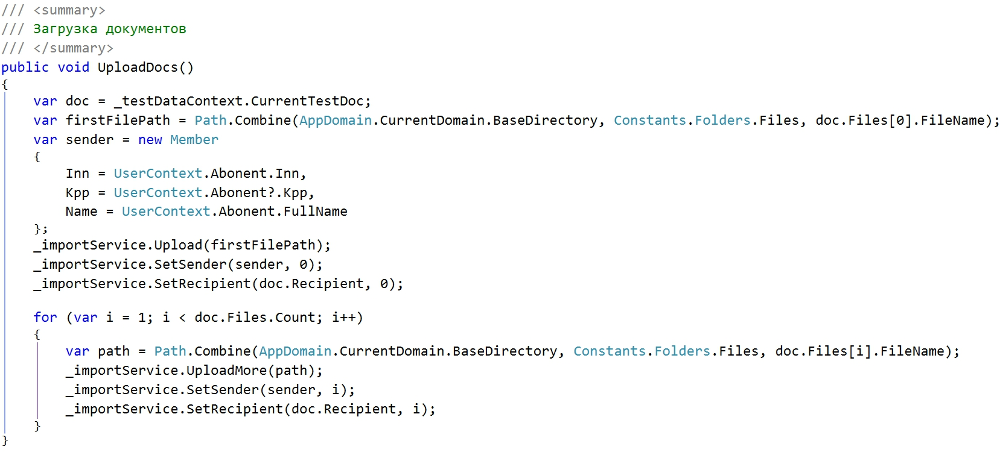 /// <summary>
/// Загрузка документов
/// </summary>
public void UploadDocs()
{
    var doc = _testDataContext.CurrentTestDoc;
    var firstFilePath = Path.Combine(AppDomain.CurrentDomain.BaseDirectory, Constants.Folders.Files, doc.Files[0].FileName);
    var sender = new Member
    {
        Inn = UserContext.Abonent.Inn,
        Kpp = UserContext.Abonent?.Kpp,
        Name = UserContext.Abonent.FullName
    };
    _importService.Upload(firstFilePath);
    _importService.SetSender(sender, 0);
    _importService.SetRecipient(doc.Recipient, 0);

    for (var i = 1; i < doc.Files.Count; i++)
    {
        var path = Path.Combine(AppDomain.CurrentDomain.BaseDirectory, Constants.Folders.Files, doc.Files[i].FileName);
        _importService.UploadMore(path);
        _importService.SetSender(sender, i);
        _importService.SetRecipient(doc.Recipient, i);
    }
}